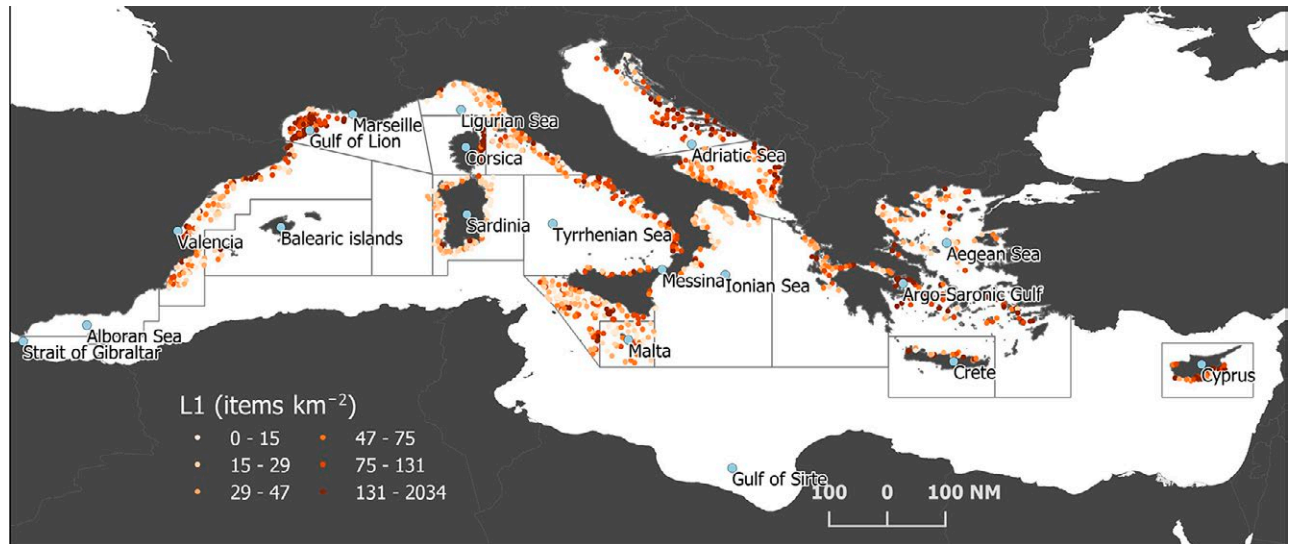 Ligurian Sea
Marseille
Gulf of Lion
Corsica
Adriatic Sea
Sardinia
Valencia
Balearic islands
Tyrrhenian Sea
Aegean Sea
Messina
Ionian Sea
Argo-Saronic Gulf
Alboran Sea
Strait of Gibraltar
Malta
Crete
Cyprus
L1 (items km⁻²)
0 - 15
47 - 75
15 - 29
75 - 131
29 - 47
131 - 2034
Gulf of Sirte
100 0 100 NM